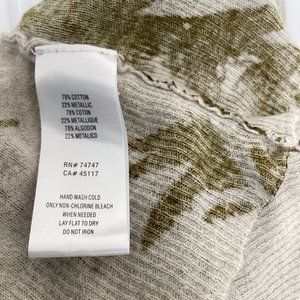 78% COTTON
22% METALLIC
78% COTON
22% METALLIQUE
78% ALGODON
22% METALICO
RN# 74747
CA# 45117
HAND WASH COLD
ONLY NON-CHLORINE BLEACH
WHEN NEEDED
LAY FLAT TO DRY
DO NOT IRON